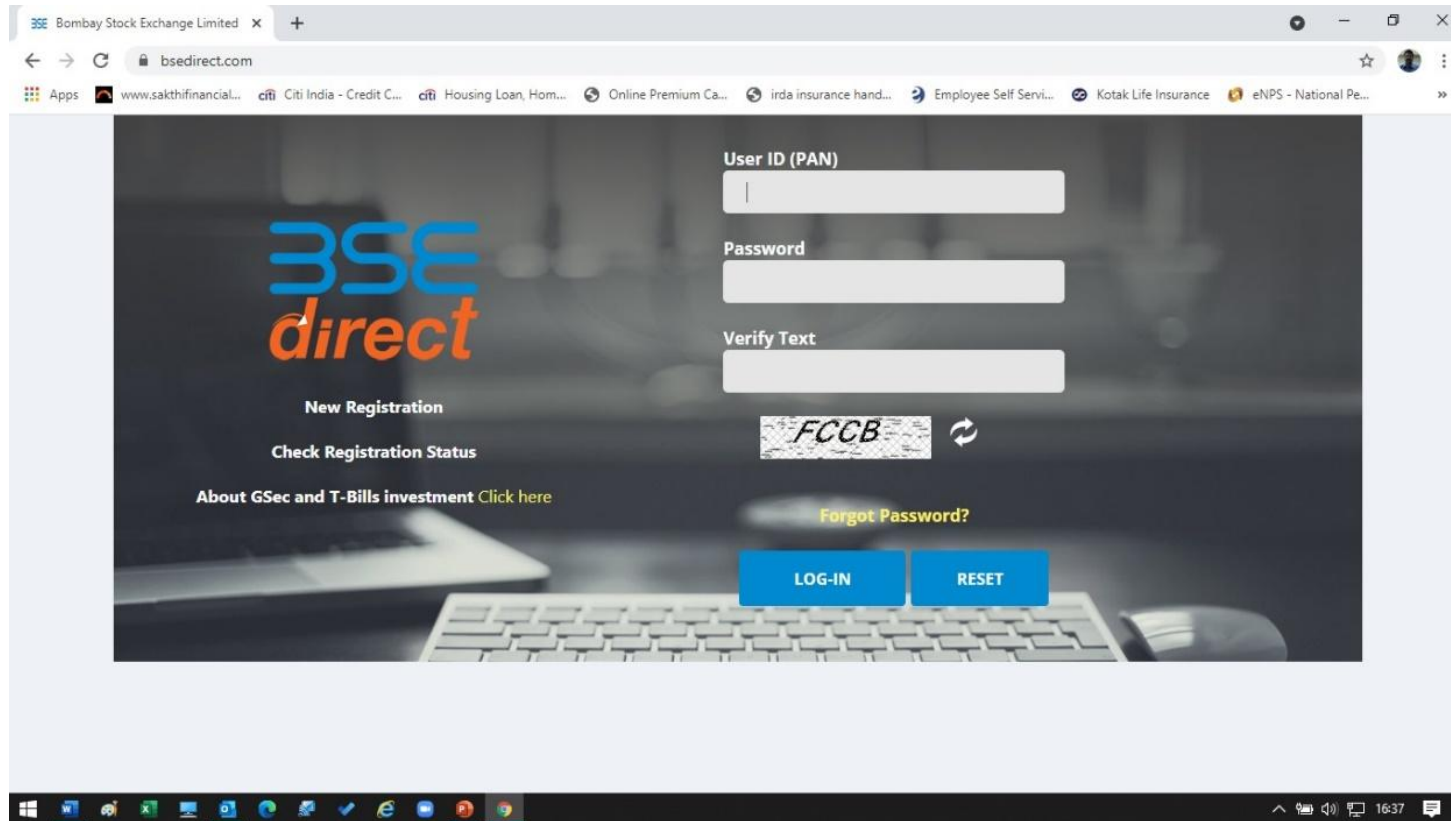 Bombay Stock Exchange Limited
bsedirect.com
Apps www.sakthifinancial... citi Citi India - Credit C... citi Housing Loan, Hom... Online Premium Ca... irda insurance hand... Employee Self Servi... Kotak Life Insurance eNPS - National Pe... »
BSE
direct
New Registration
Check Registration Status
About GSec and T-Bills investment Click here
User ID (PAN)
Password
Verify Text
FCCB
Forgot Password?
LOG-IN RESET
16:37